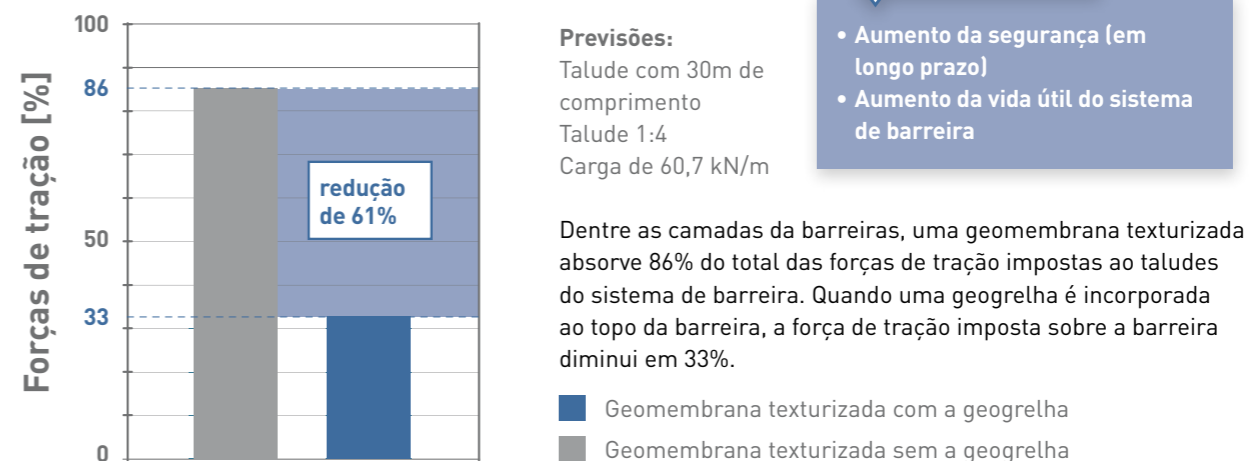 Forças de tração [%]
100
86
50
33
0
redução
de 61%
Previsões:
Talude com 30m de
comprimento
Talude 1:4
Carga de 60,7 kN/m
• Aumento da segurança (em
longo prazo)
• Aumento da vida útil do sistema
de barreira
Dentre as camadas da barreiras, uma geomembrana texturizada
absorve 86% do total das forças de tração impostas ao taludes
do sistema de barreira. Quando uma geogrelha é incorporada
ao topo da barreira, a força de tração imposta sobre a barreira
diminui em 33%.
Geomembrana texturizada com a geogrelha
Geomembrana texturizada sem a geogrelha